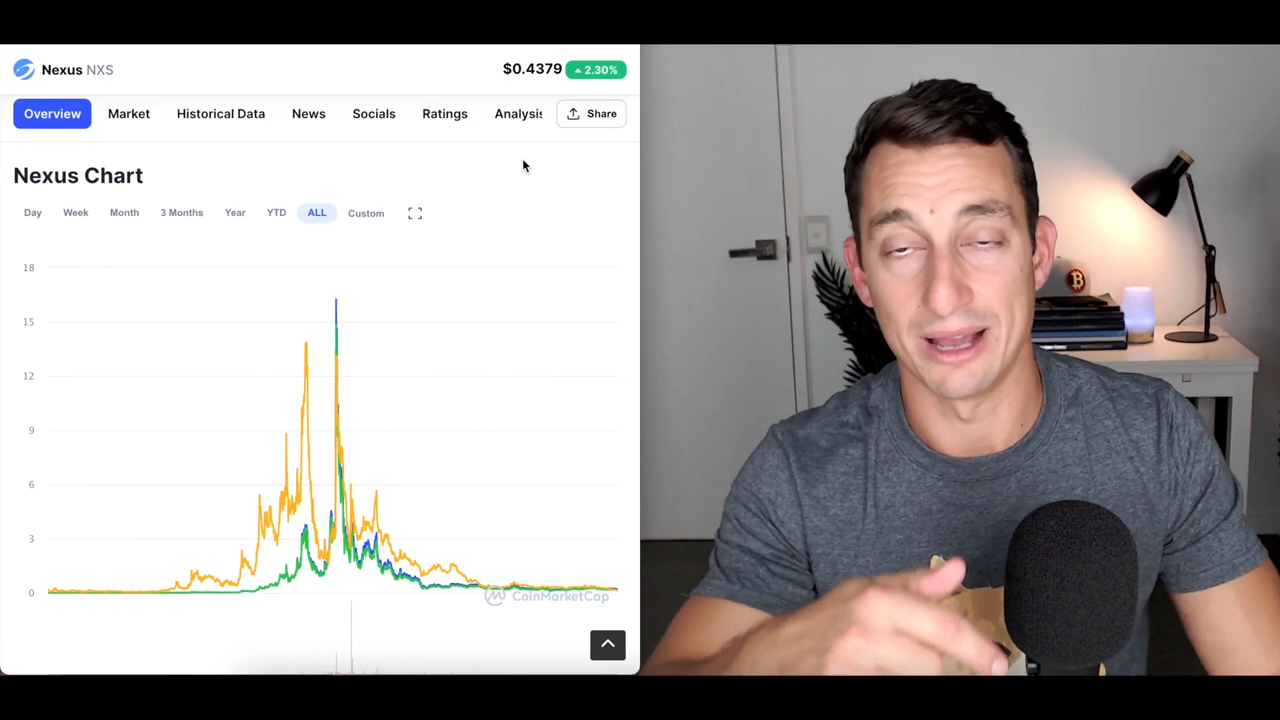 Nexus NXS $0.4379 2.30%
Overview Market Historical Data News Socials Ratings Analysis Share
Nexus Chart
Day Week Month 3 Months Year YTD ALL Custom
18
15
12
9
6
3
0
CoinMarketCap